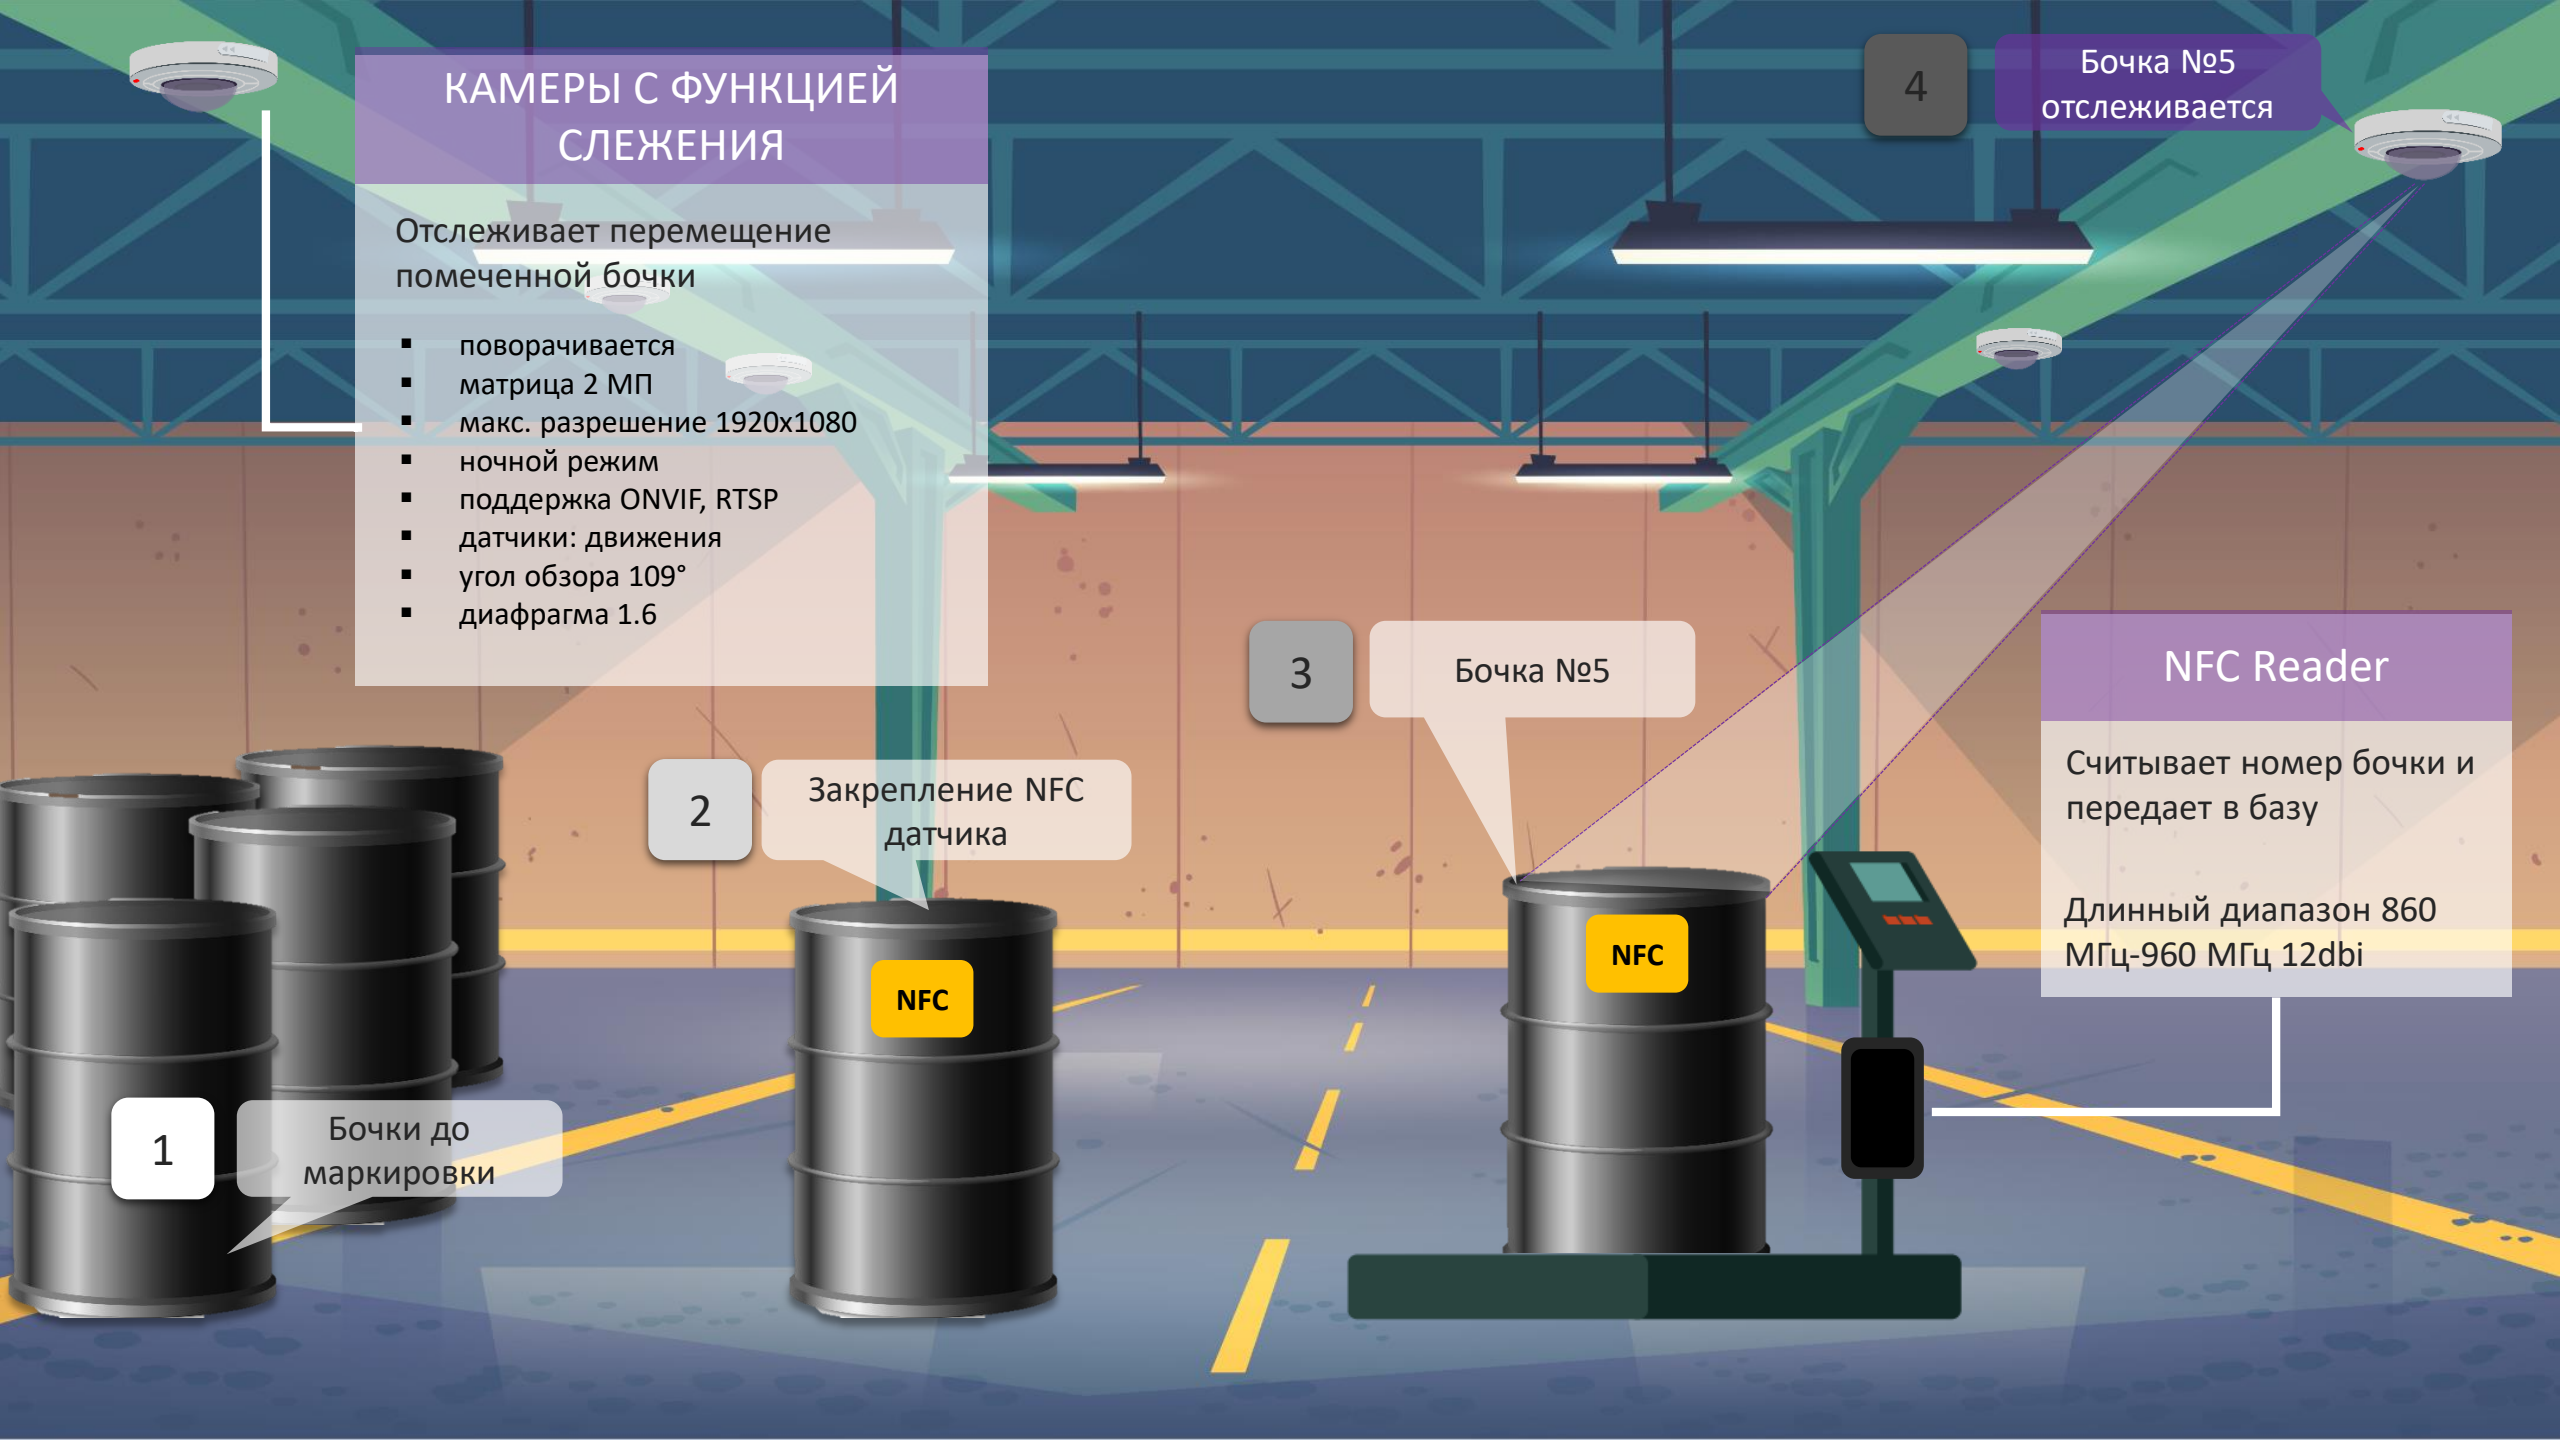 КАМЕРЫ С ФУНКЦИЕЙ
СЛЕЖЕНИЯ
Отслеживает перемещение
помеченной бочки
▪ поворачивается
▪ матрица 2 МП
▪ макс. разрешение 1920x1080
▪ ночной режим
▪ поддержка ONVIF, RTSP
▪ датчики: движения
▪ угол обзора 109°
▪ диафрагма 1.6
4
Бочка №5
отслеживается
3
Бочка №5
NFC Reader
Считывает номер бочки и
передает в базу
Длинный диапазон 860
МГц-960 МГц 12dbi
2
Закрепление NFC
датчика
NFC
NFC
1
Бочки до
маркировки